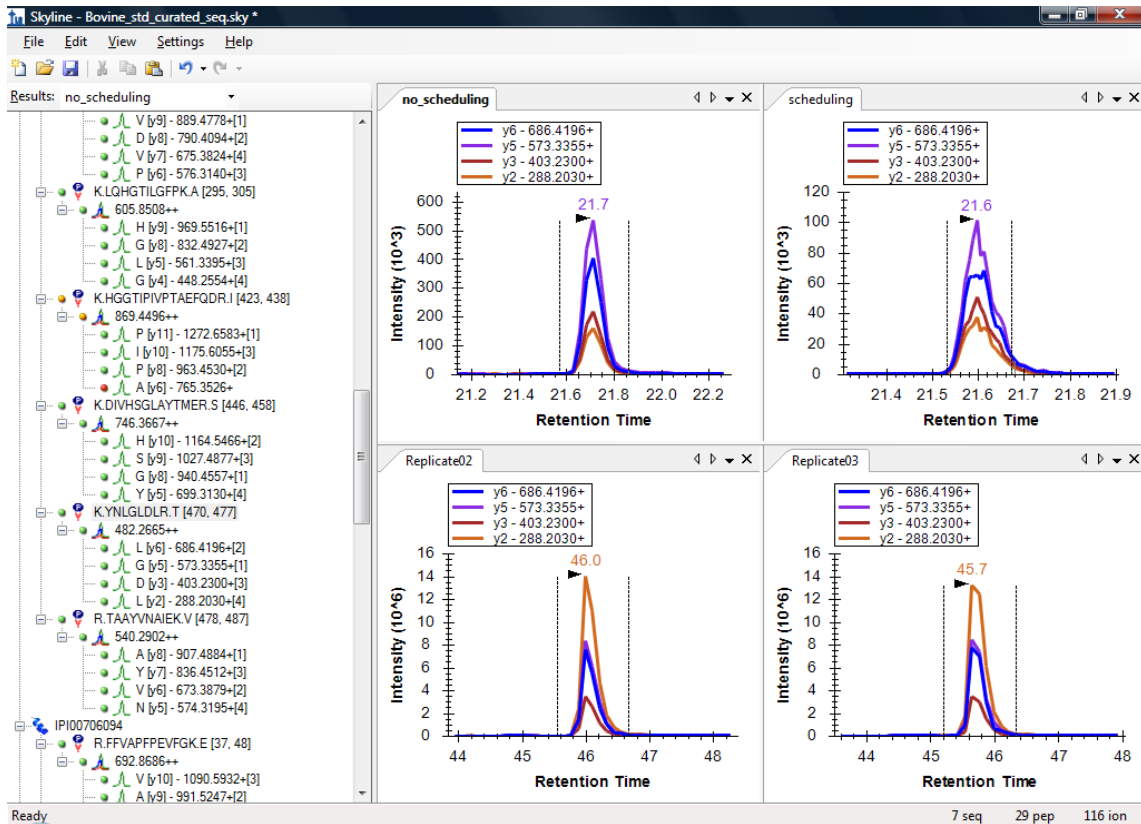 Skyline - Bovine_std_curated_seq.sky *
File Edit View Settings Help
Results: no_scheduling
V [y9] - 889.4778+[1]
D [y8] - 790.4094+[2]
V [y7] - 675.3824+[4]
P [y6] - 576.3140+[3]
K.LQHGTILGFPK.A [295, 305]
605.8508++
H [y9] - 969.5516+[1]
G [y8] - 832.4927+[2]
L [y5] - 561.3395+[3]
G [y4] - 448.2554+[4]
K.HGGTIPIVPTAEFQDR.I [423, 438]
869.4496++
P [y11] - 1272.6583+[1]
I [y10] - 1175.6055+[3]
P [y8] - 963.4530+[2]
A [y6] - 765.3526+
K.DIVHSGLAYTMER.S [446, 458]
746.3667++
H [y10] - 1164.5466+[2]
S [y9] - 1027.4877+[3]
G [y8] - 940.4557+[1]
Y [y5] - 699.3130+[4]
K.YNLGLDLR.T [470, 477]
482.2665++
L [y6] - 686.4196+[2]
G [y5] - 573.3355+[1]
D [y3] - 403.2300+[3]
L [y2] - 288.2030+[4]
R.TAAYVNAIEK.V [478, 487]
540.2902++
A [y8] - 907.4884+[1]
Y [y7] - 836.4512+[3]
V [y6] - 673.3879+[2]
N [y5] - 574.3195+[4]
IPI00706094
R.FFVAPFPEVFGK.E [37, 48]
692.8686++
V [y10] - 1090.5932+[3]
A [y9] - 991.5247+[2]
no_scheduling
y6 - 686.4196+
y5 - 573.3355+
y3 - 403.2300+
y2 - 288.2030+
21.7
600
500
400
300
200
100
0
Intensity (10^3)
21.2 21.4 21.6 21.8 22.0 22.2
Retention Time
scheduling
y6 - 686.4196+
y5 - 573.3355+
y3 - 403.2300+
y2 - 288.2030+
21.6
120
100
80
60
40
20
0
Intensity (10^3)
21.4 21.5 21.6 21.7 21.8 21.9
Retention Time
Replicate02
y6 - 686.4196+
y5 - 573.3355+
y3 - 403.2300+
y2 - 288.2030+
46.0
16
14
12
10
8
6
4
2
0
Intensity (10^6)
44 45 46 47 48
Retention Time
Replicate03
y6 - 686.4196+
y5 - 573.3355+
y3 - 403.2300+
y2 - 288.2030+
45.7
16
14
12
10
8
6
4
2
0
Intensity (10^6)
44 45 46 47 48
Retention Time
Ready
7 seq 29 pep 116 ion